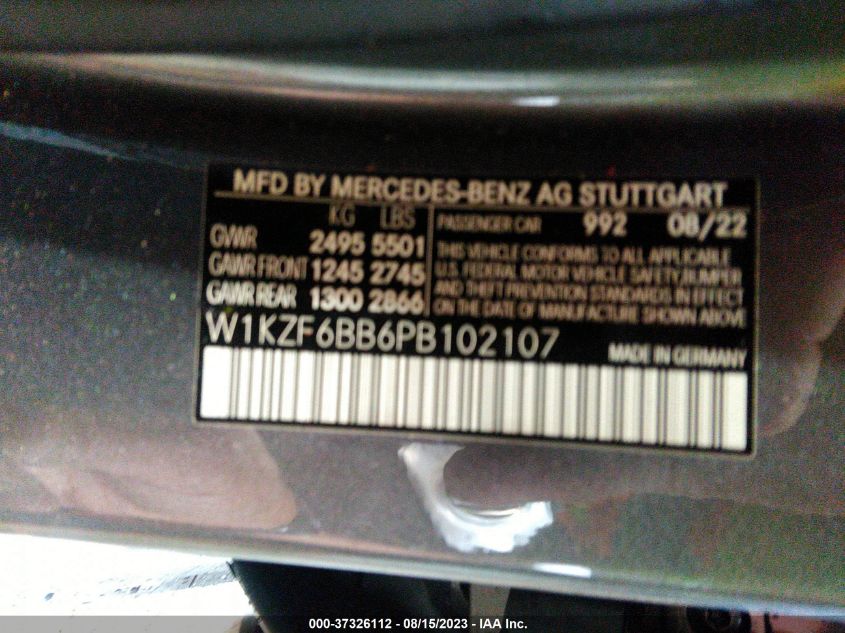 MFD BY MERCEDES-BENZ AG STUTTGART
KG LBS
GVWR 2495 5501
GAWR FRONT 1245 2745
GAWR REAR 1300 2866
PASSENGER CAR 992 08/22
THIS VEHICLE CONFORMS TO ALL APPLICABLE
U.S. FEDERAL MOTOR VEHICLE SAFETY,BUMPER
AND THEFT PREVENTION STANDARDS IN EFFECT
ON THE DATE OF MANUFACTURE SHOWN ABOVE
W1KZF6BB6PB102107
MADE IN GERMANY
000-37326112 - 08/15/2023 - IAA Inc.